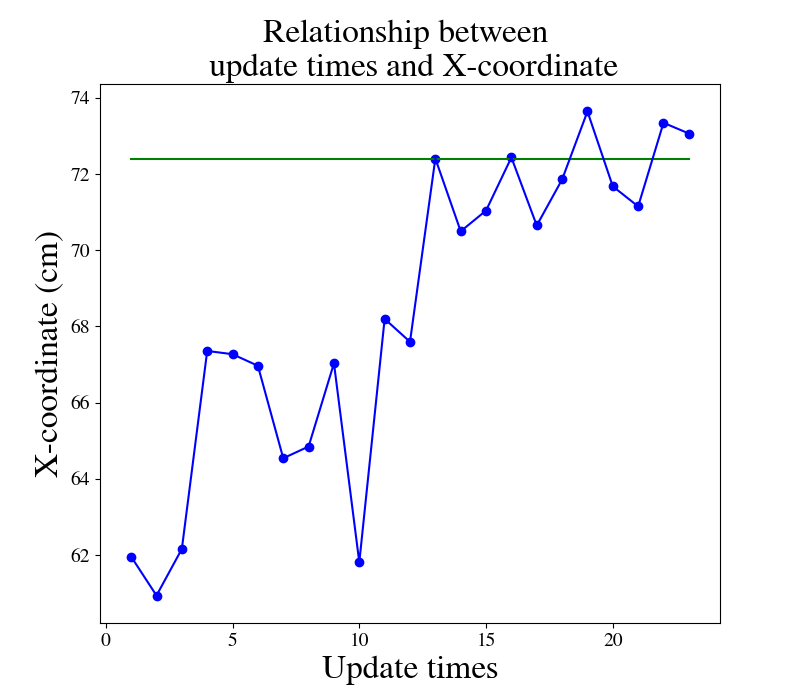 Relationship between
update times and X-coordinate
74
72
70
68
66
64
62
X-coordinate (cm)
0 5 10 15 20
Update times